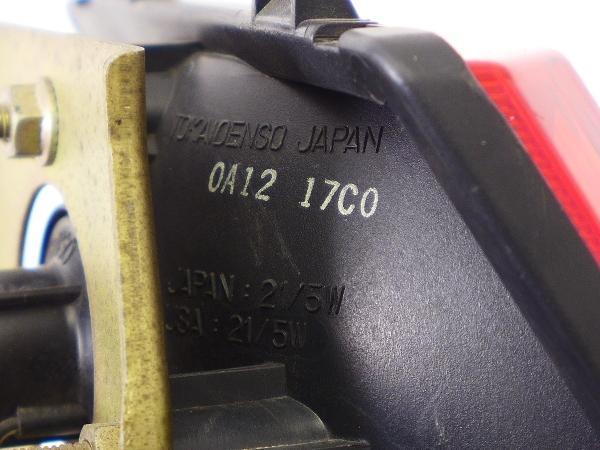 TOKAIDENSO JAPAN
0A12 17C0
JAPAN : 21/5W
USA : 21/5W